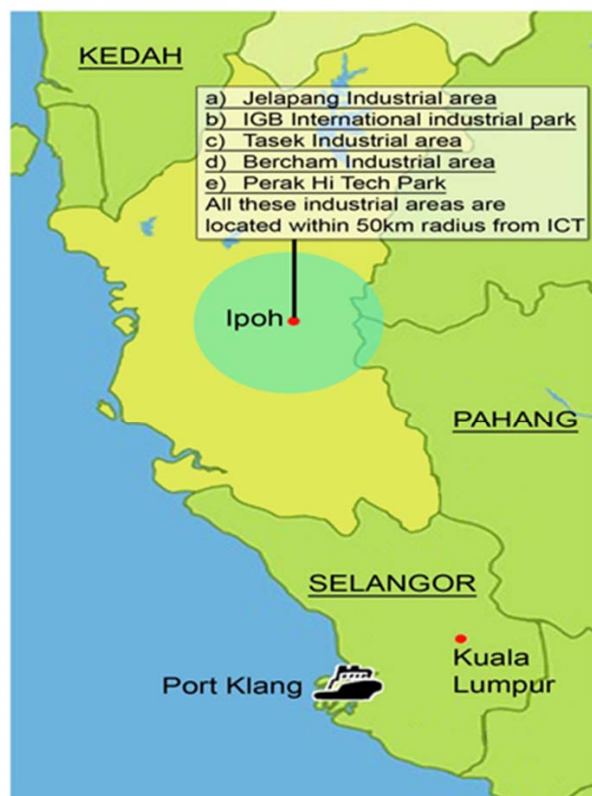 KEDAH
a) Jelapang Industrial area
b) IGB International industrial park
c) Tasek Industrial area
d) Bercham Industrial area
e) Perak Hi Tech Park
All these industrial areas are
located within 50km radius from ICT
Ipoh
PAHANG
SELANGOR
Kuala
Lumpur
Port Klang